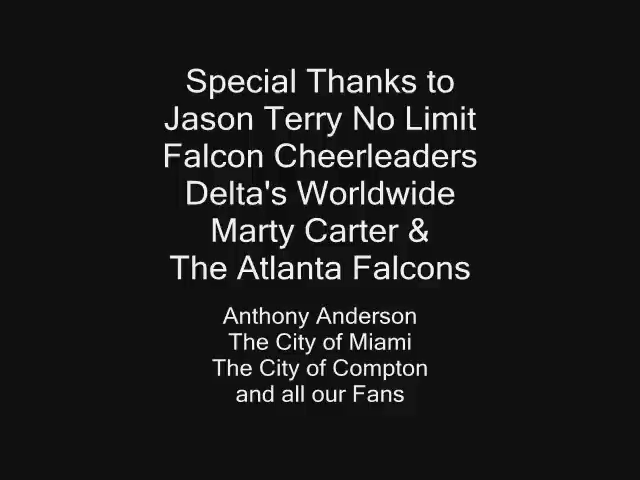 Special Thanks to
Jason Terry No Limit
Falcon Cheerleaders
Delta's Worldwide
Marty Carter &
The Atlanta Falcons
Anthony Anderson
The City of Miami
The City of Compton
and all our Fans